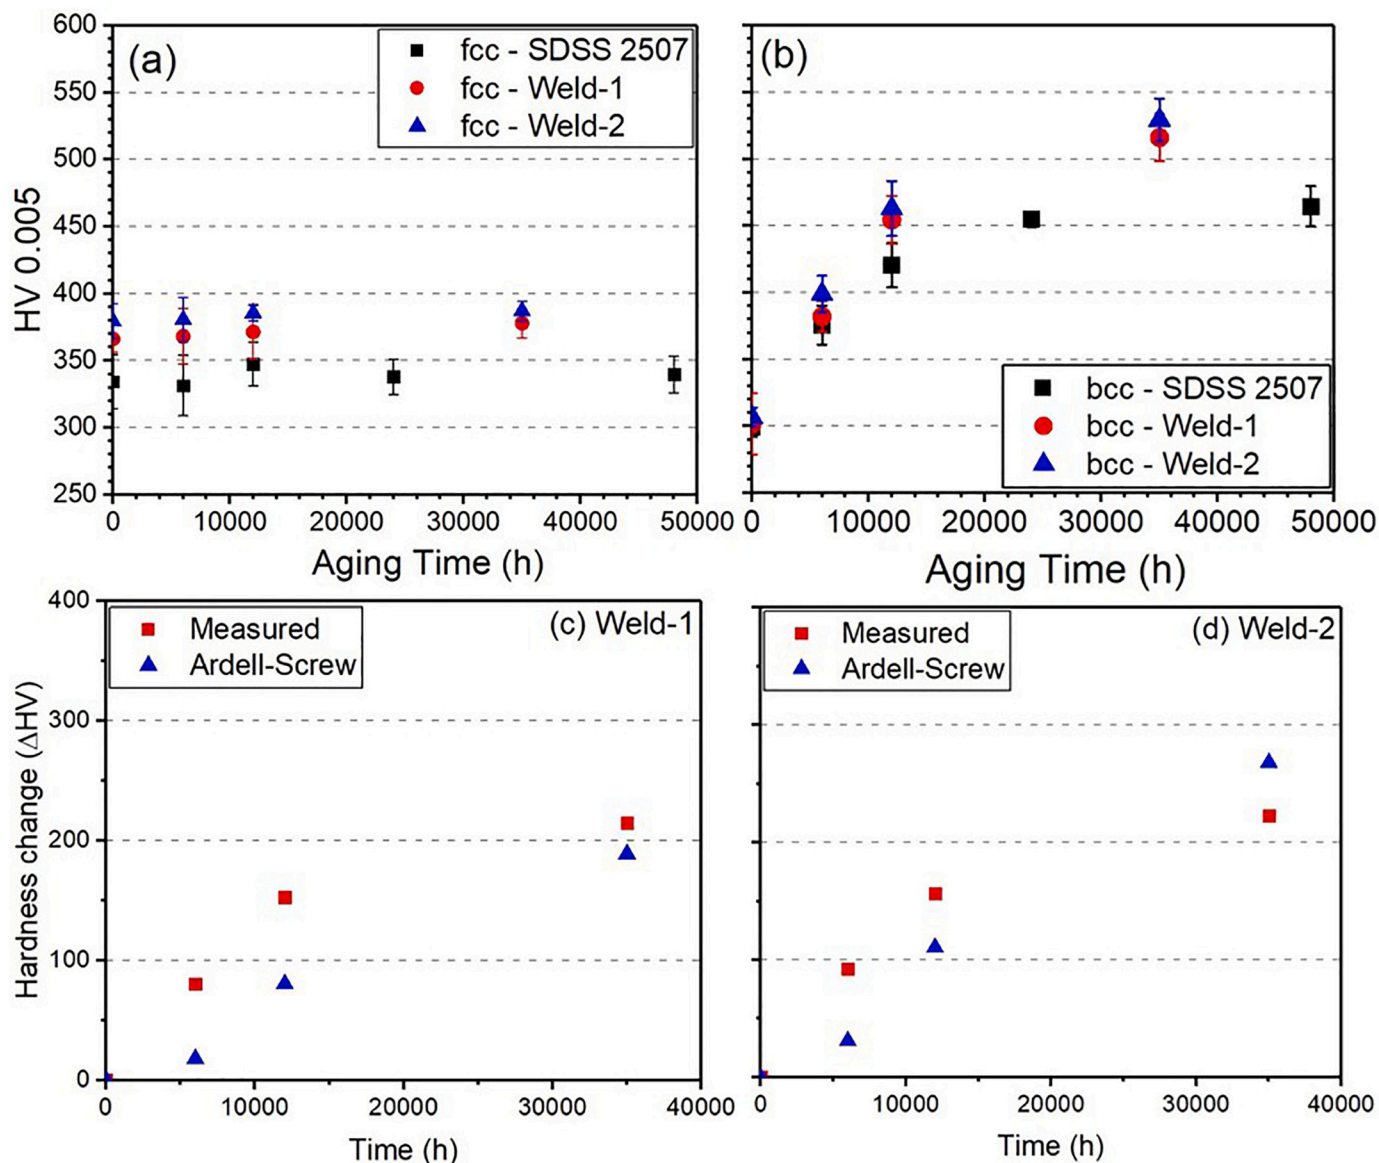 600
550
500
450
400
350
300
250
HV 0.005
(a)
fcc - SDSS 2507
fcc - Weld-1
fcc - Weld-2
0 10000 20000 30000 40000 50000
Aging Time (h)
(b)
bcc - SDSS 2507
bcc - Weld-1
bcc - Weld-2
0 10000 20000 30000 40000 50000
Aging Time (h)
400
300
200
100
0
Hardness change (ΔHV)
Measured
Ardell-Screw
(c) Weld-1
0 10000 20000 30000 40000
Time (h)
Measured
Ardell-Screw
(d) Weld-2
0 10000 20000 30000 40000
Time (h)